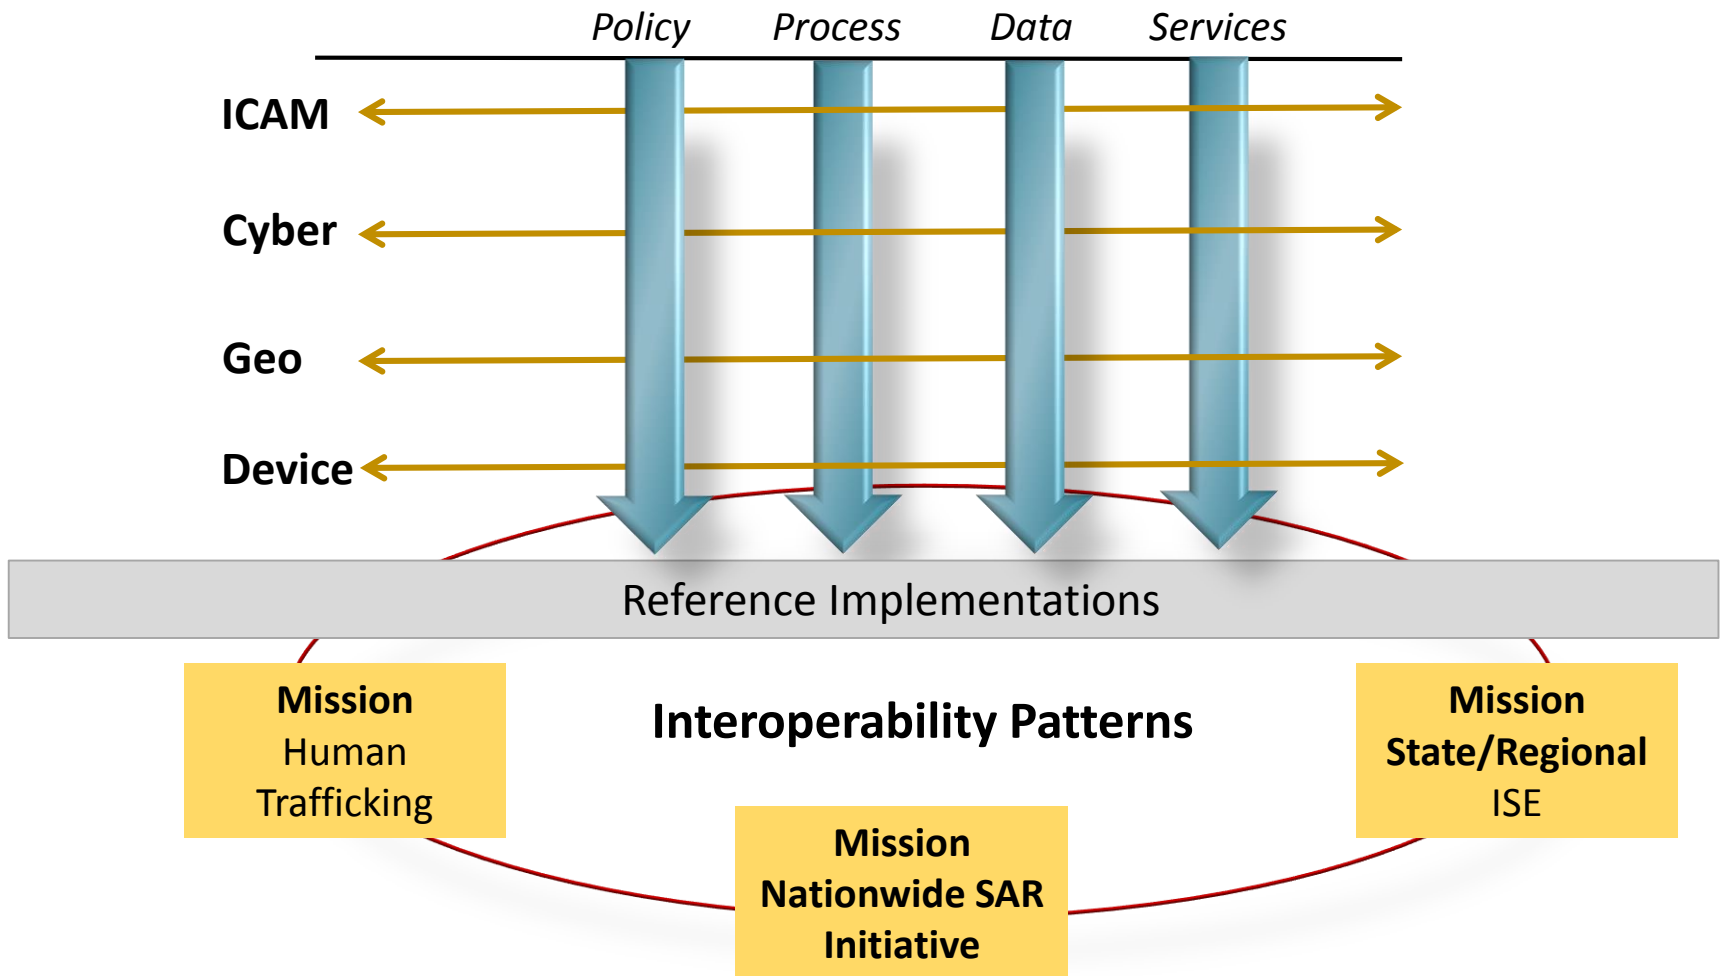 Policy Process Data Services
ICAM
Cyber
Geo
Device
Reference Implementations
Mission
Human
Trafficking
Interoperability Patterns
Mission
State/Regional
ISE
Mission
Nationwide SAR
Initiative